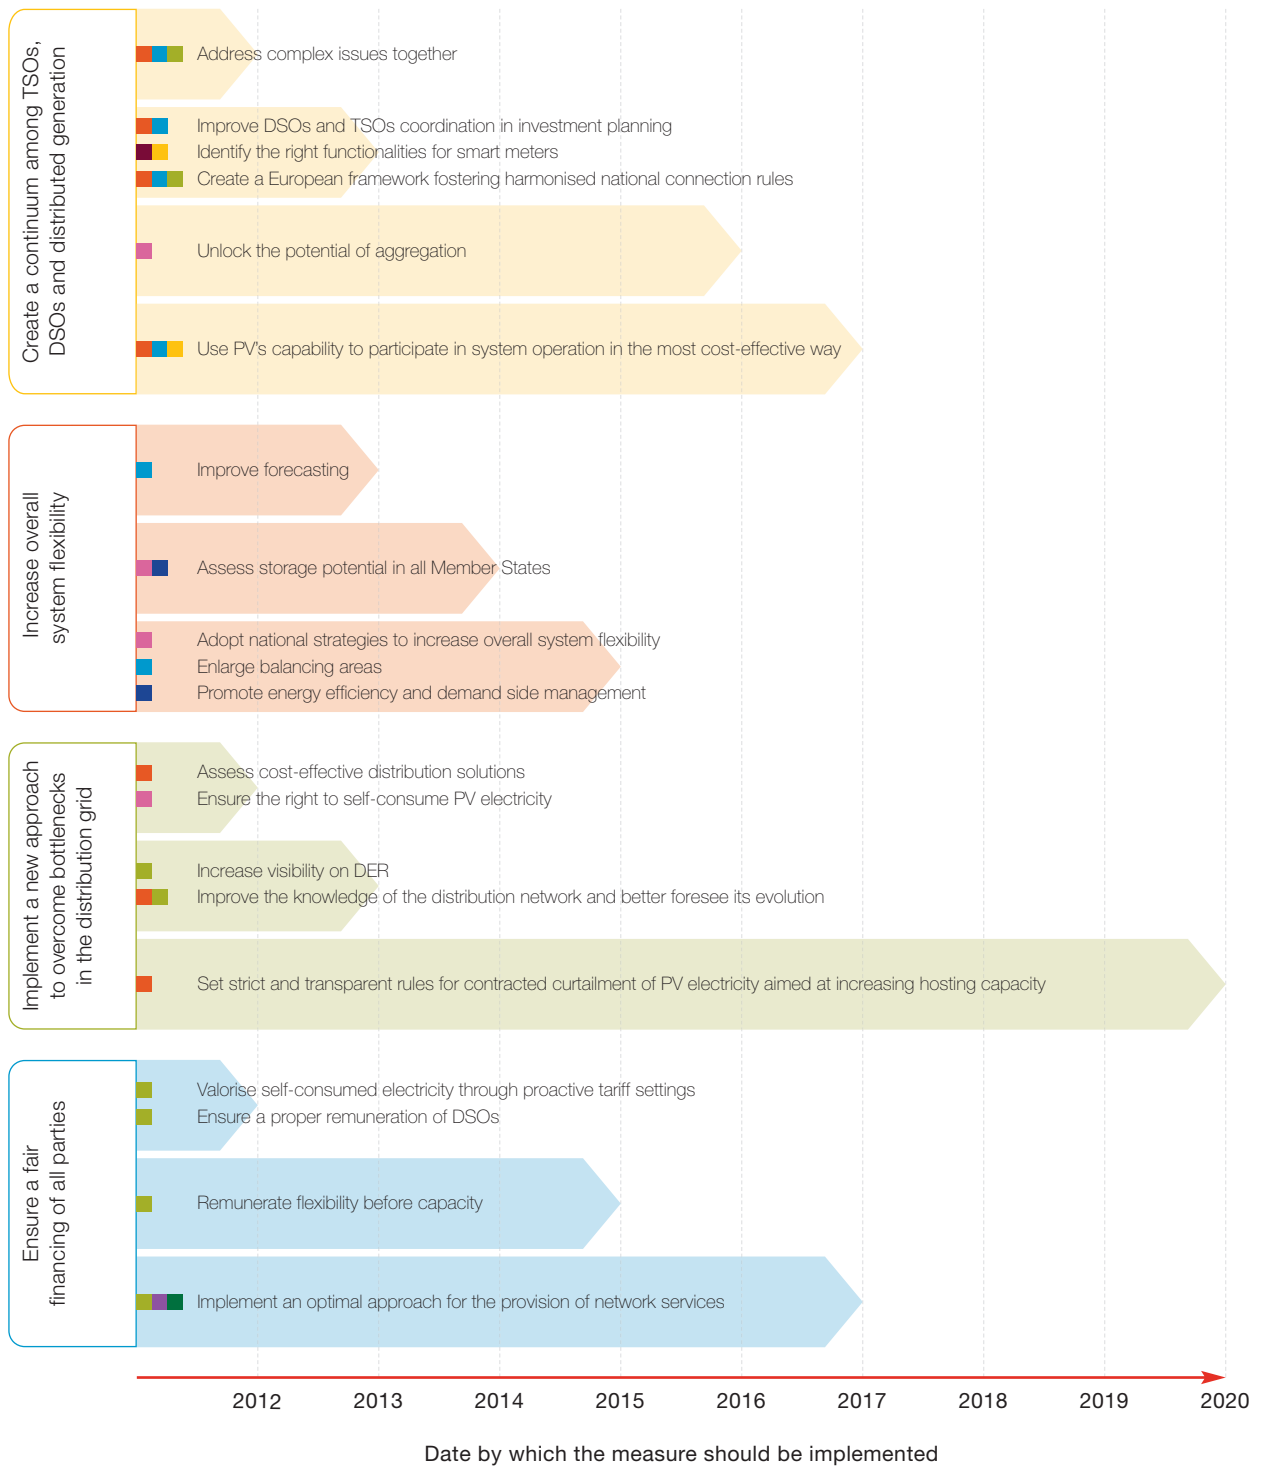 Create a continuum among TSOs,
DSOs and distributed generation
Address complex issues together
Improve DSOs and TSOs coordination in investment planning
Identify the right functionalities for smart meters
Create a European framework fostering harmonised national connection rules
Unlock the potential of aggregation
Use PV's capability to participate in system operation in the most cost-effective way
Increase overall
system flexibility
Improve forecasting
Assess storage potential in all Member States
Adopt national strategies to increase overall system flexibility
Enlarge balancing areas
Promote energy efficiency and demand side management
Implement a new approach
to overcome bottlenecks
in the distribution grid
Assess cost-effective distribution solutions
Ensure the right to self-consume PV electricity
Increase visibility on DER
Improve the knowledge of the distribution network and better foresee its evolution
Set strict and transparent rules for contracted curtailment of PV electricity aimed at increasing hosting capacity
Ensure a fair
financing of all parties
Valorise self-consumed electricity through proactive tariff settings
Ensure a proper remuneration of DSOs
Remunerate flexibility before capacity
Implement an optimal approach for the provision of network services
2012 2013 2014 2015 2016 2017 2018 2019 2020
Date by which the measure should be implemented